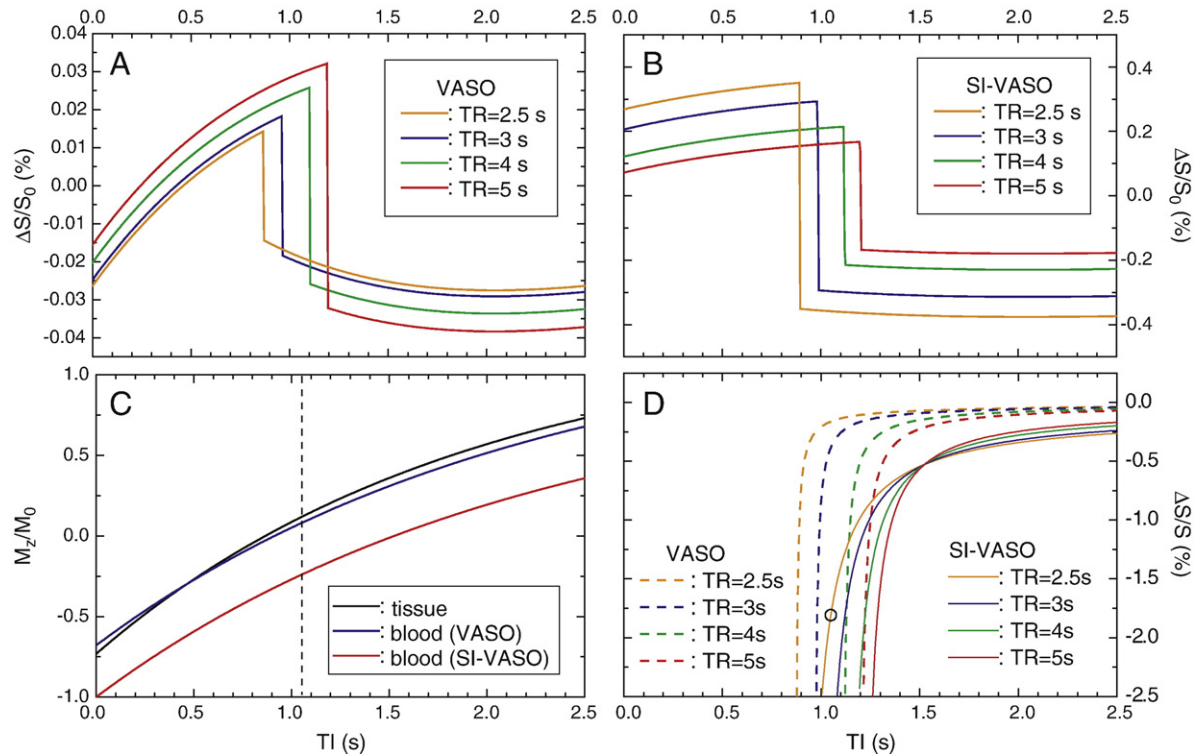 0.0 0.5 1.0 1.5 2.0 2.5
0.0 0.5 1.0 1.5 2.0 2.5
A
VASO
: TR=2.5 s
: TR=3 s
: TR=4 s
: TR=5 s
0.04
0.03
0.02
0.01
0.00
-0.01
-0.02
-0.03
-0.04
ΔS/S0 (%)
B
SI-VASO
: TR=2.5 s
: TR=3 s
: TR=4 s
: TR=5 s
0.4
0.2
0.0
-0.2
-0.4
ΔS/S0 (%)
C
1.0
0.5
0.0
-0.5
-1.0
Mz/M0
: tissue
: blood (VASO)
: blood (SI-VASO)
0.0 0.5 1.0 1.5 2.0 2.5
TI (s)
D
0.0
-0.5
-1.0
-1.5
-2.0
-2.5
ΔS/S (%)
VASO
: TR=2.5s
: TR=3s
: TR=4s
: TR=5s
SI-VASO
: TR=2.5s
: TR=3s
: TR=4s
: TR=5s
0.0 0.5 1.0 1.5 2.0 2.5
TI (s)